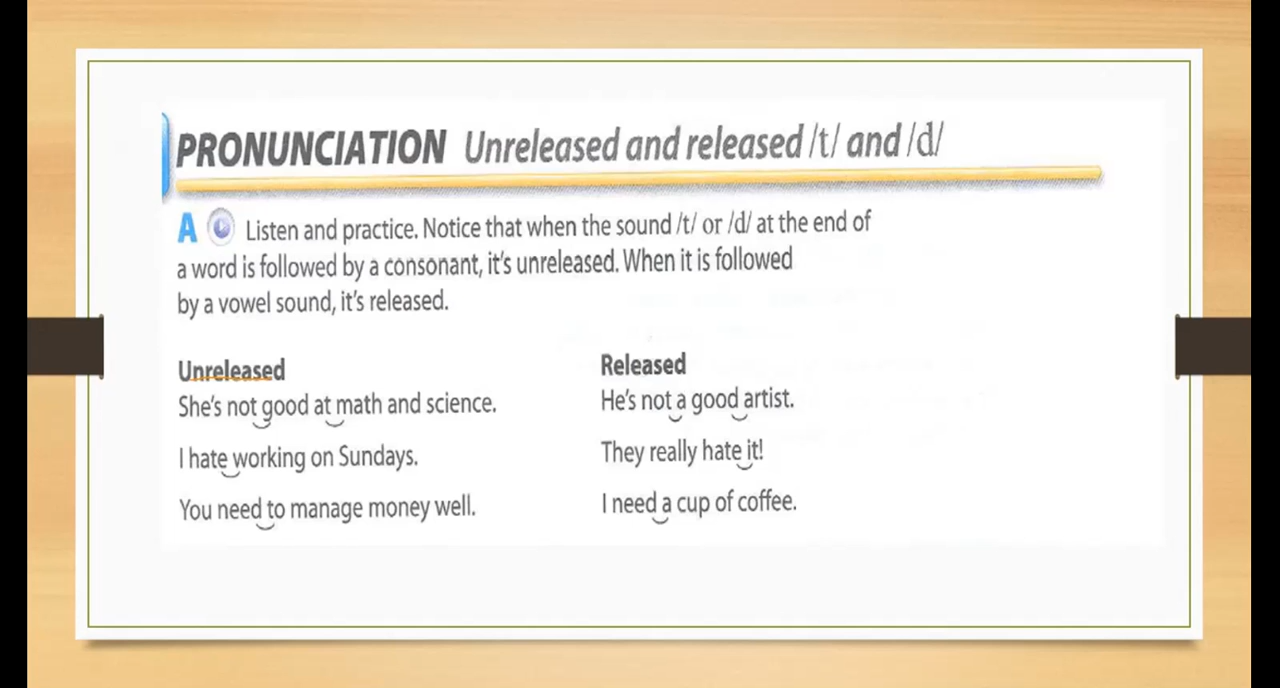 PRONUNCIATION Unreleased and released /t/ and /d/
A Listen and practice. Notice that when the sound /t/ or /d/ at the end of
a word is followed by a consonant, it's unreleased. When it is followed
by a vowel sound, it's released.
Unreleased
She's not good at math and science.
I hate working on Sundays.
You need to manage money well.
Released
He's not a good artist.
They really hate it!
I need a cup of coffee.